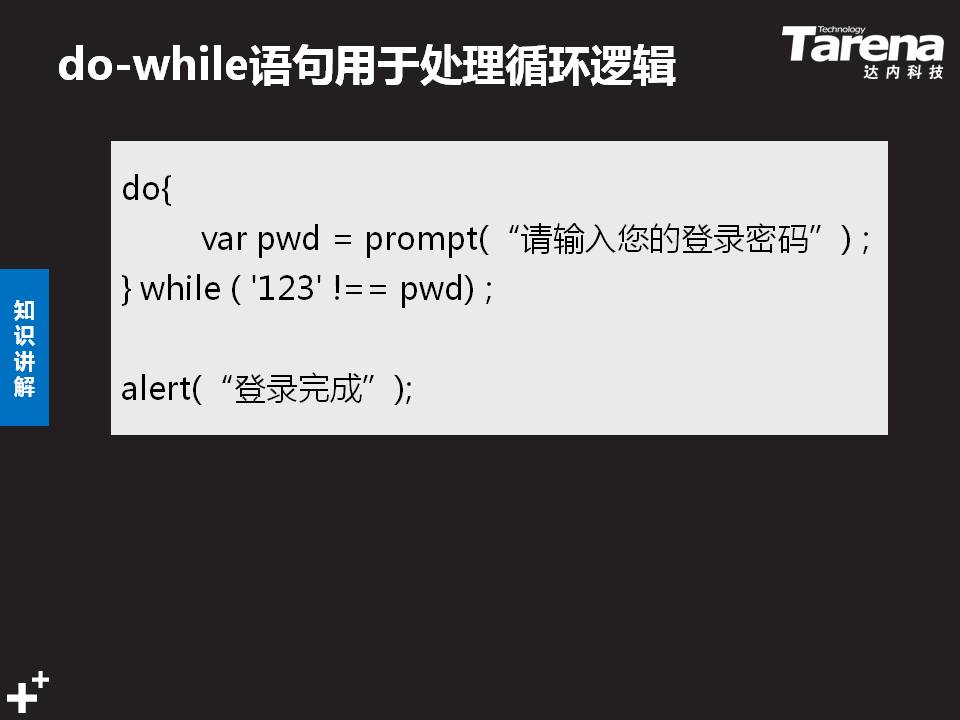 do-while语句用于处理循环逻辑
Technology
Tarena
达内科技
do{
var pwd = prompt(“请输入您的登录密码”) ;
} while ( '123' !== pwd) ;
alert(“登录完成”);
知识讲解